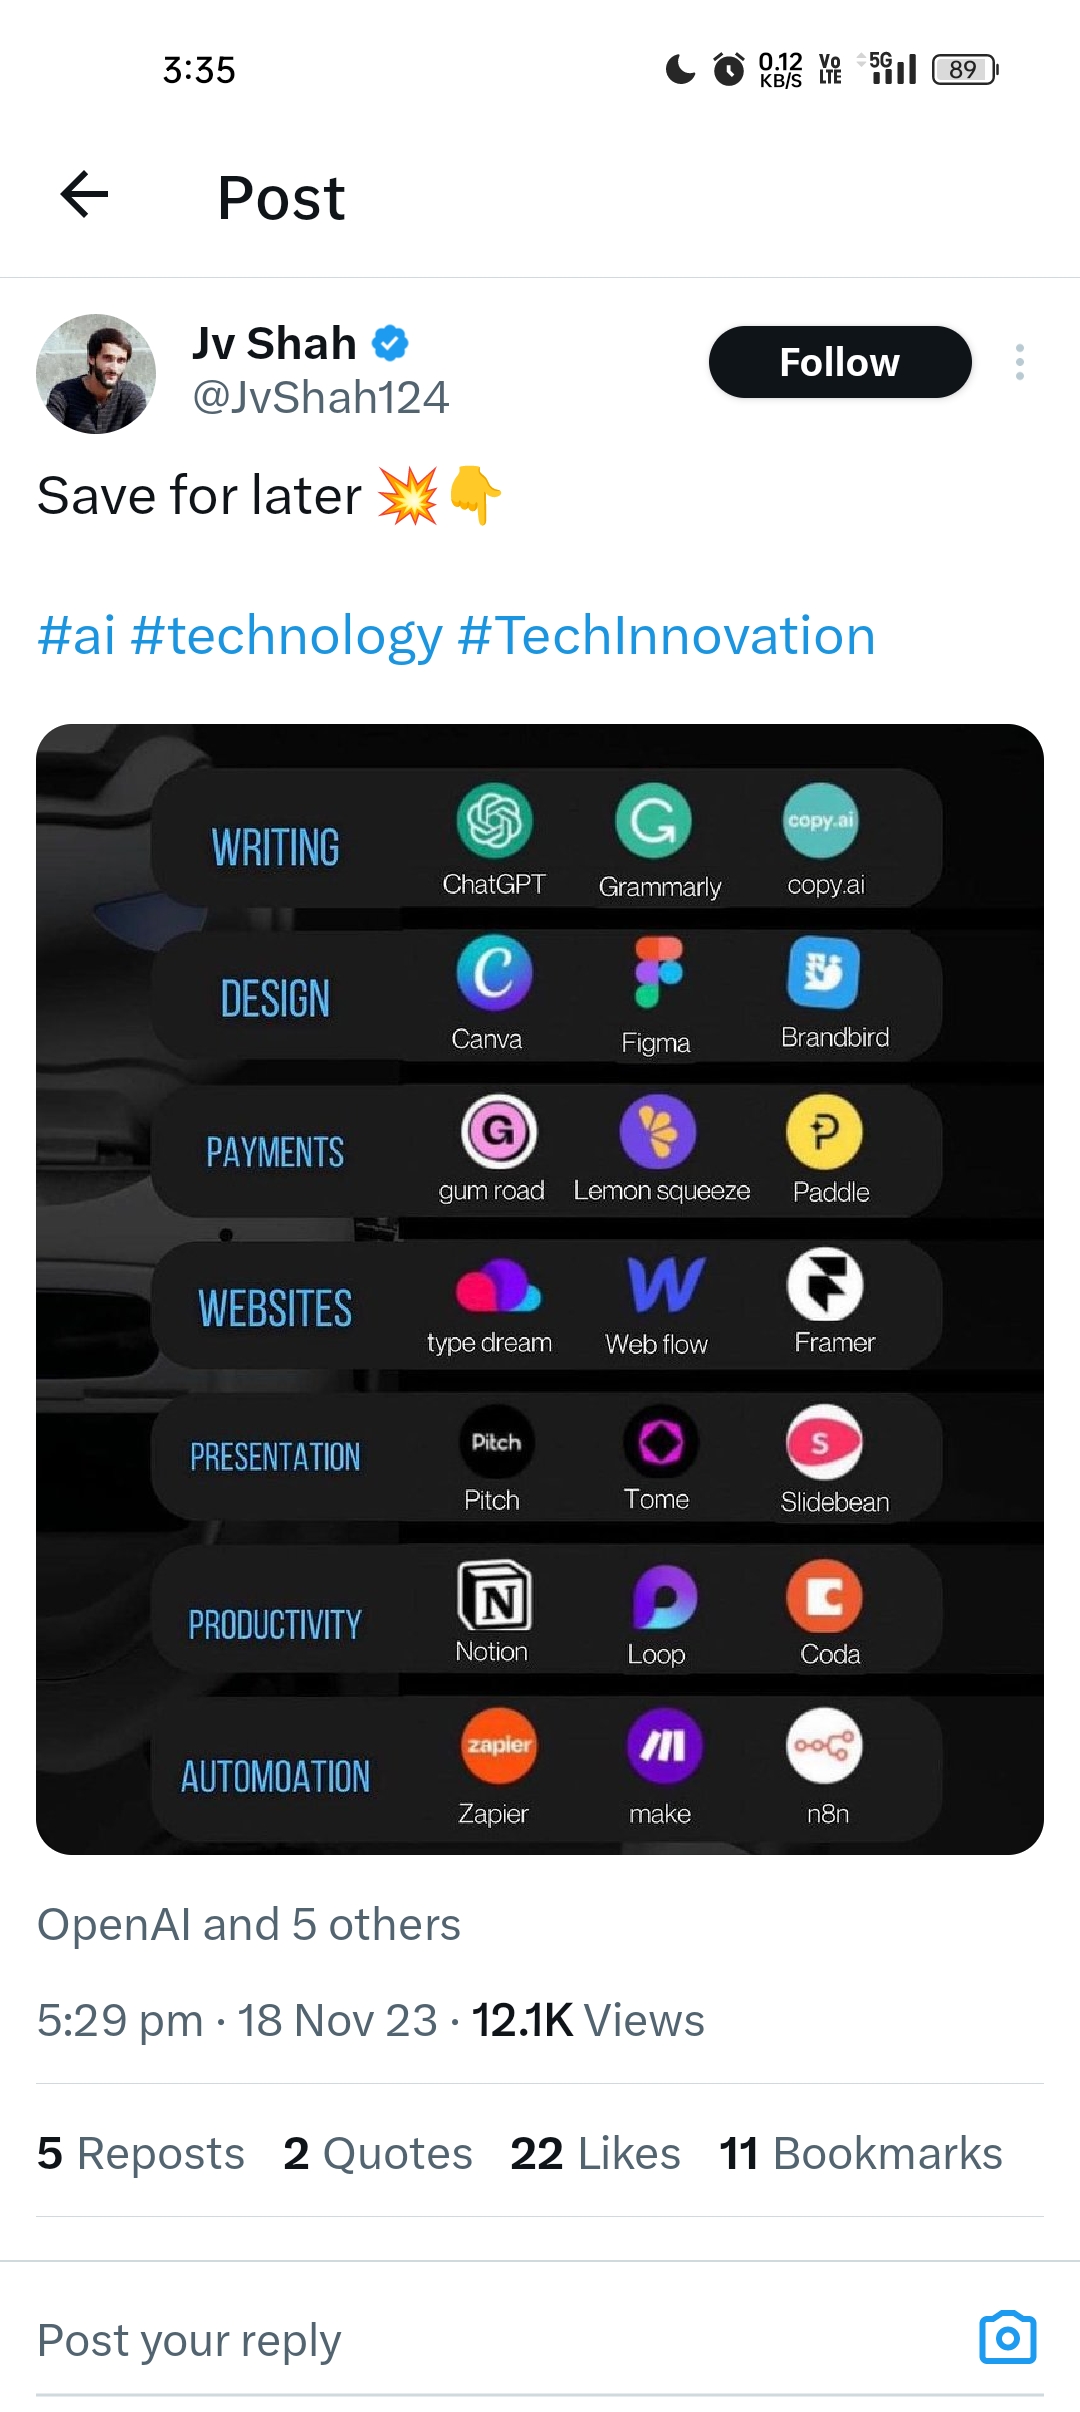 3:35
0.12 KB/S
Vo LTE
5G
89
Post
Jv Shah
@JvShah124
Follow
Save for later 💥👇
#ai #technology #TechInnovation
WRITING
copy.ai
ChatGPT Grammarly copy.ai
DESIGN
Canva Figma Brandbird
PAYMENTS
gum road Lemon squeeze Paddle
WEBSITES
type dream Web flow Framer
PRESENTATION
Pitch
S
Pitch Tome Slidebean
PRODUCTIVITY
Notion Loop Coda
AUTOMOATION
zapier
Zapier make n8n
OpenAI and 5 others
5:29 pm · 18 Nov 23 · 12.1K Views
5 Reposts 2 Quotes 22 Likes 11 Bookmarks
Post your reply